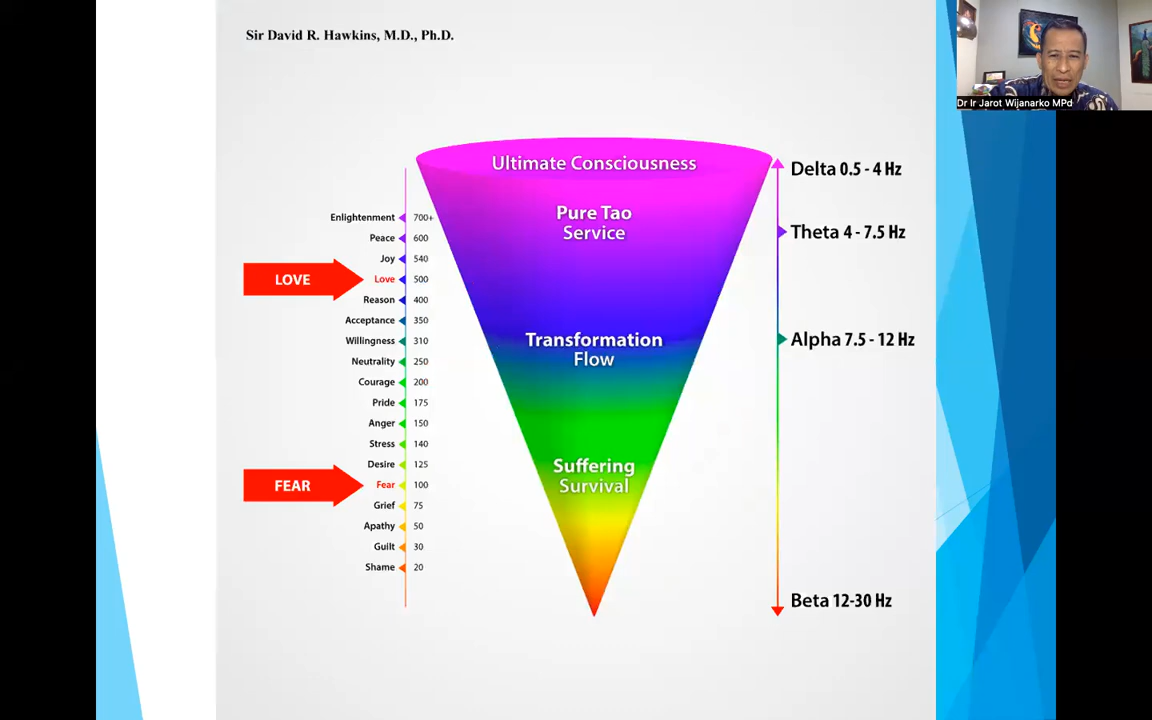 Sir David R. Hawkins, M.D., Ph.D.
Dr Ir Jarot Wijanarko MPd
Ultimate Consciousness
Pure Tao
Service
Transformation
Flow
Suffering
Survival
Enlightenment 700+
Peace 600
Joy 540
LOVE
Love 500
Reason 400
Acceptance 350
Willingness 310
Neutrality 250
Courage 200
Pride 175
Anger 150
Stress 140
Desire 125
FEAR
Fear 100
Grief 75
Apathy 50
Guilt 30
Shame 20
Delta 0.5 - 4 Hz
Theta 4 - 7.5 Hz
Alpha 7.5 - 12 Hz
Beta 12-30 Hz